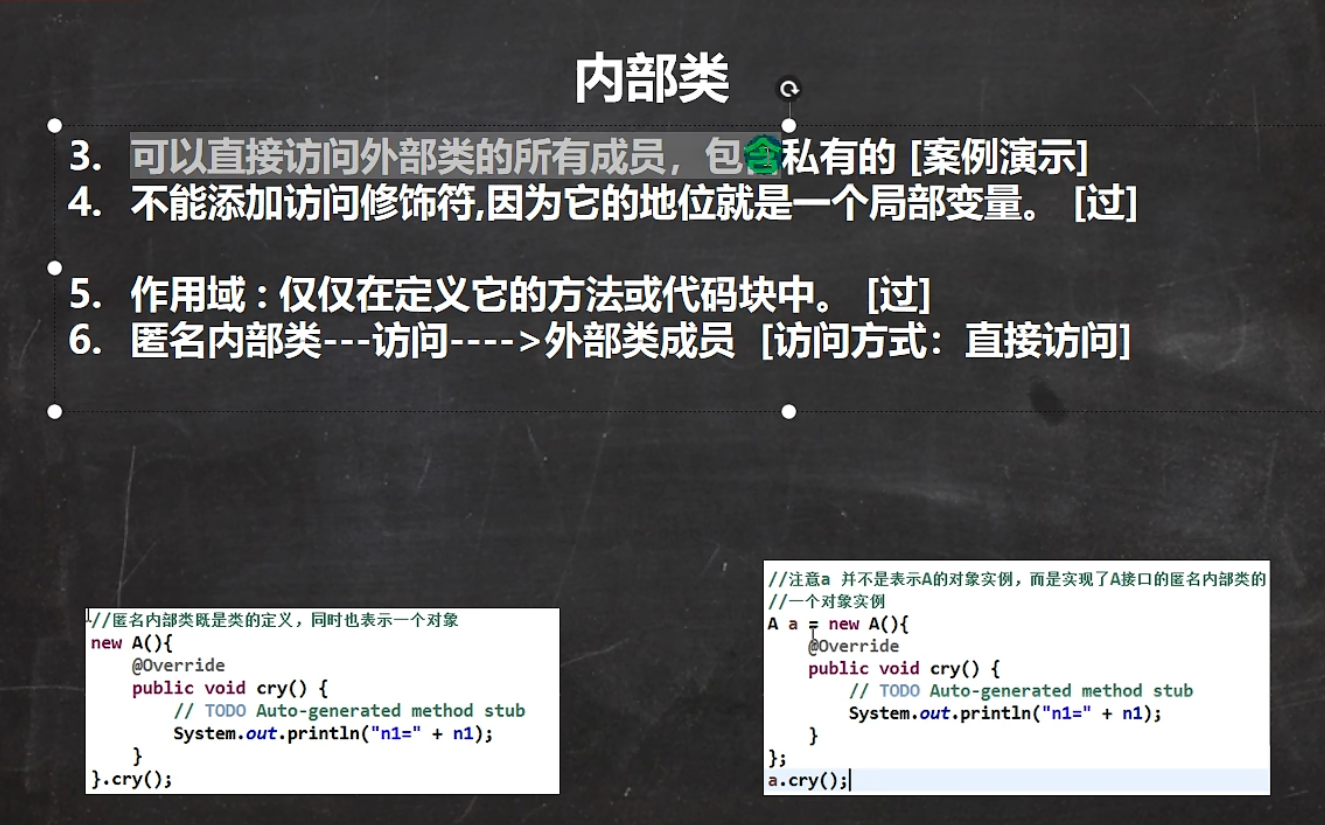 内部类
3. 可以直接访问外部类的所有成员，包含私有的 [案例演示]
4. 不能添加访问修饰符,因为它的地位就是一个局部变量。 [过]
5. 作用域 : 仅仅在定义它的方法或代码块中。 [过]
6. 匿名内部类---访问---->外部类成员 [访问方式：直接访问]
//匿名内部类既是类的定义，同时也表示一个对象
new A(){
@Override
public void cry() {
// TODO Auto-generated method stub
System.out.println("n1=" + n1);
}
}.cry();
//注意a 并不是表示A的对象实例，而是实现了A接口的匿名内部类的
//一个对象实例
A a = new A(){
@Override
public void cry() {
// TODO Auto-generated method stub
System.out.println("n1=" + n1);
}
};
a.cry();